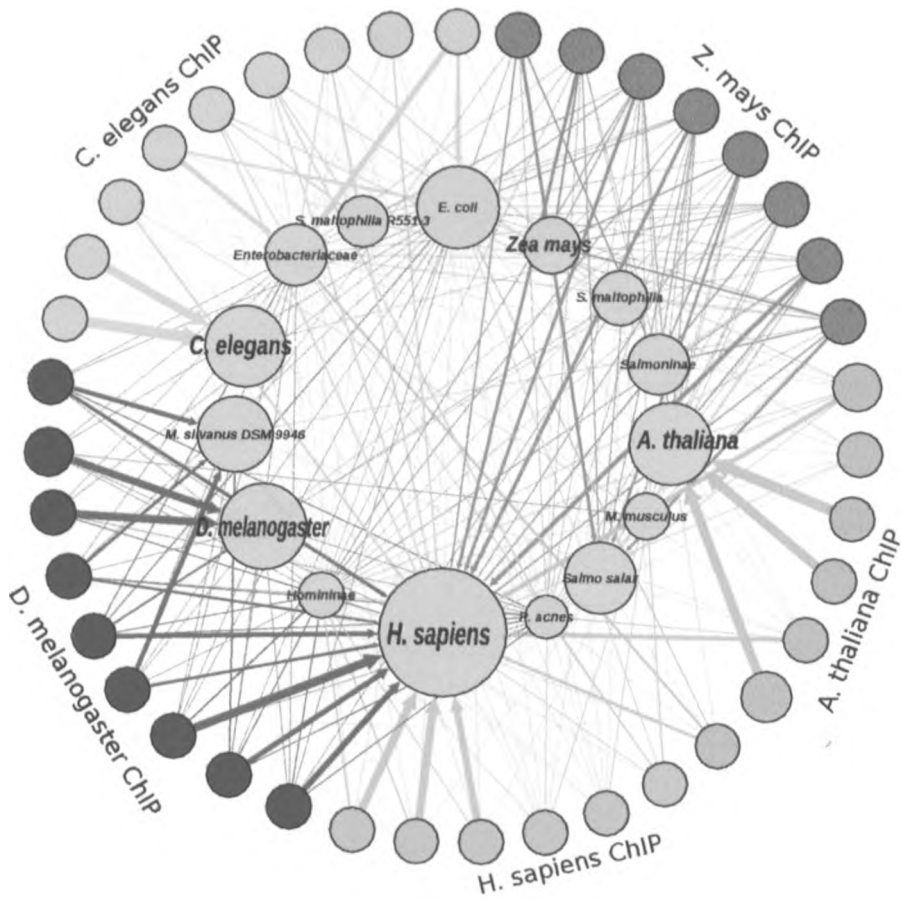 C. elegans ChIP
Z. mays ChIP
E. coli
S. maltophilia R551-3
Zea mays
Enterobacteriaceae
S. maltophilia
C. elegans
Salmoninae
M. silvanus DSM 9946
A. thaliana
D. melanogaster
M. musculus
Salmo salar
Hominines
P. acnes
H. sapiens
D. melanogaster ChIP
A. thaliana ChIP
H. sapiens ChIP